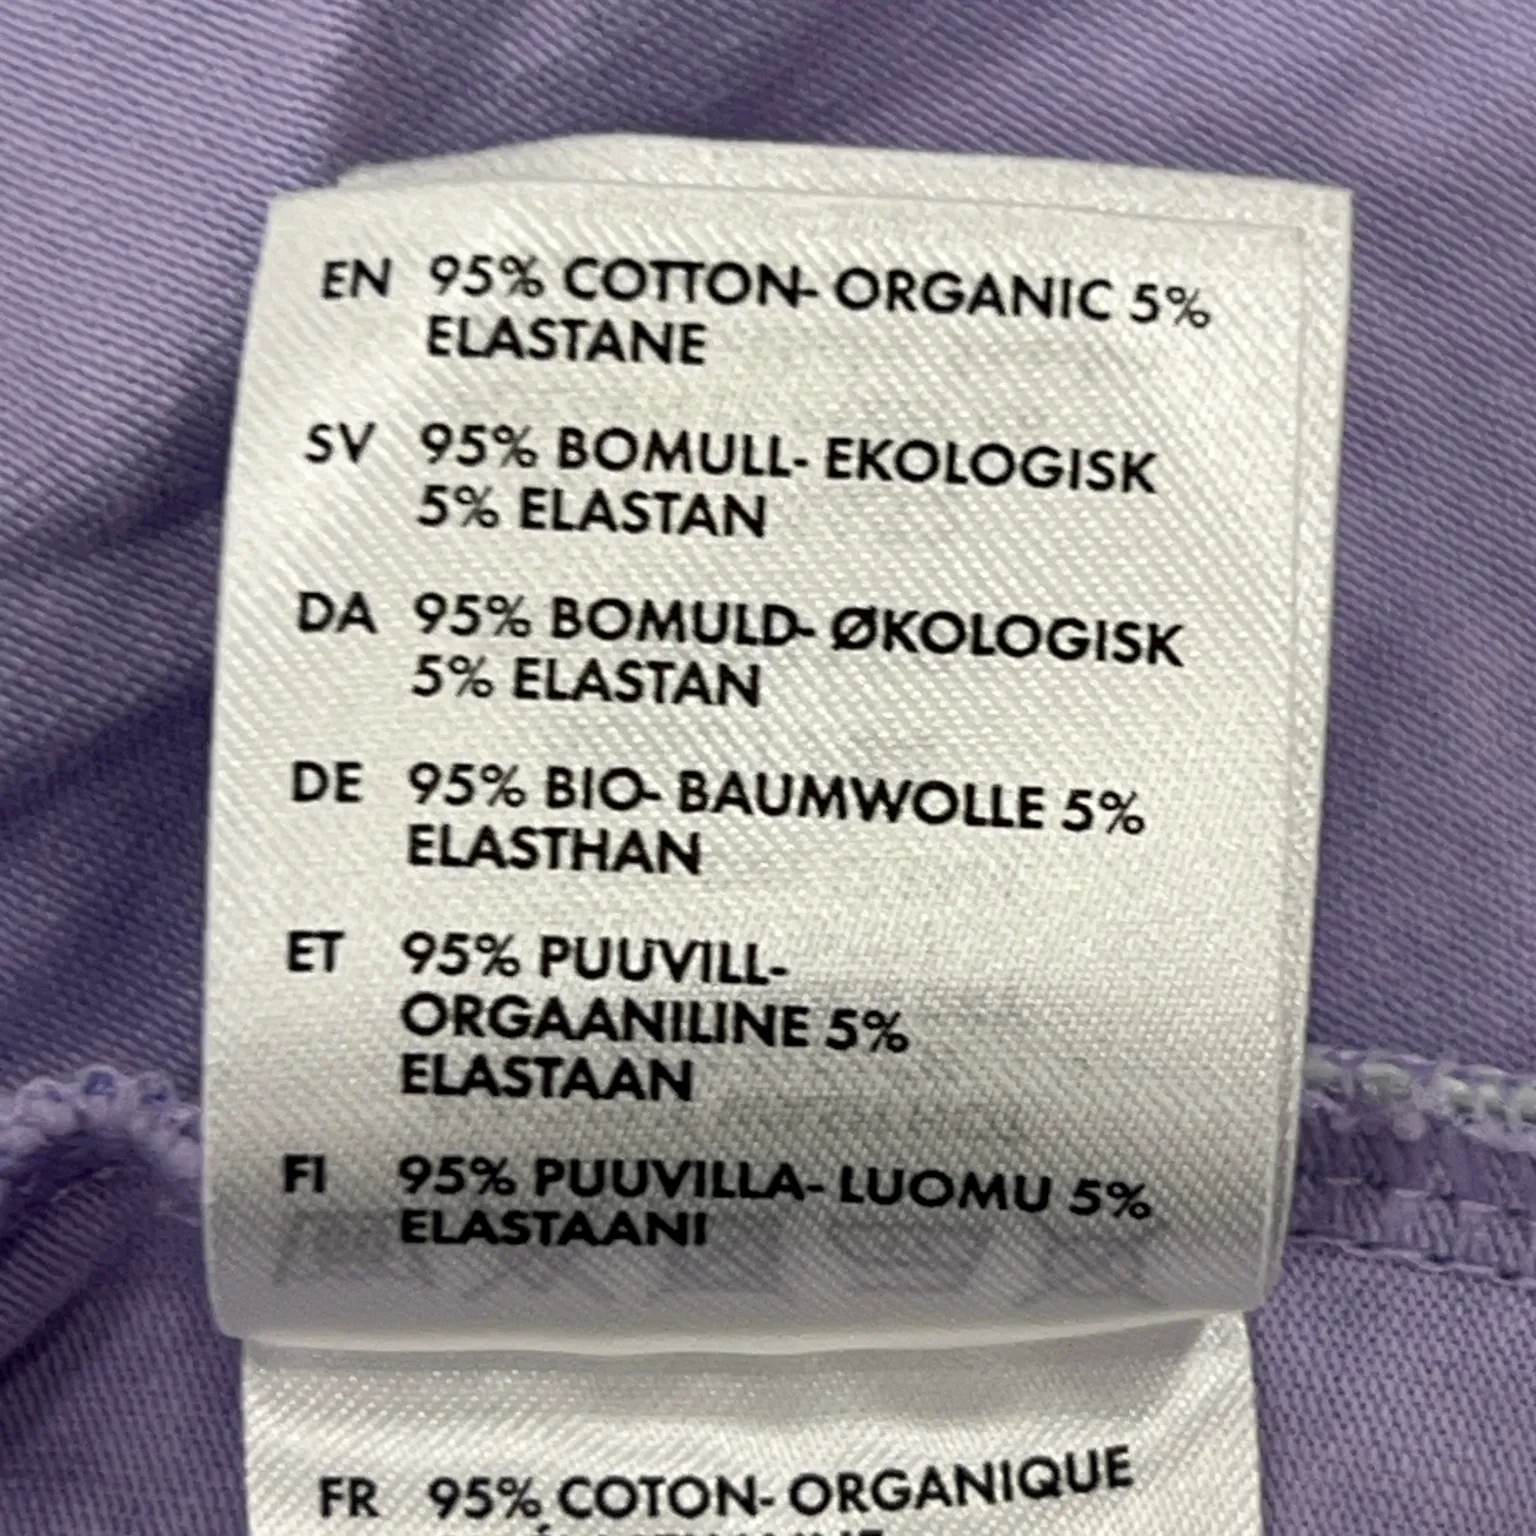 EN 95% COTTON- ORGANIC 5%
ELASTANE
SV 95% BOMULL- EKOLOGISK
5% ELASTAN
DA 95% BOMULD- ØKOLOGISK
5% ELASTAN
DE 95% BIO- BAUMWOLLE 5%
ELASTHAN
ET 95% PUUVILL-
ORGAANILINE 5%
ELASTAAN
FI 95% PUUVILLA- LUOMU 5%
ELASTAANI
FR 95% COTON- ORGANIQUE